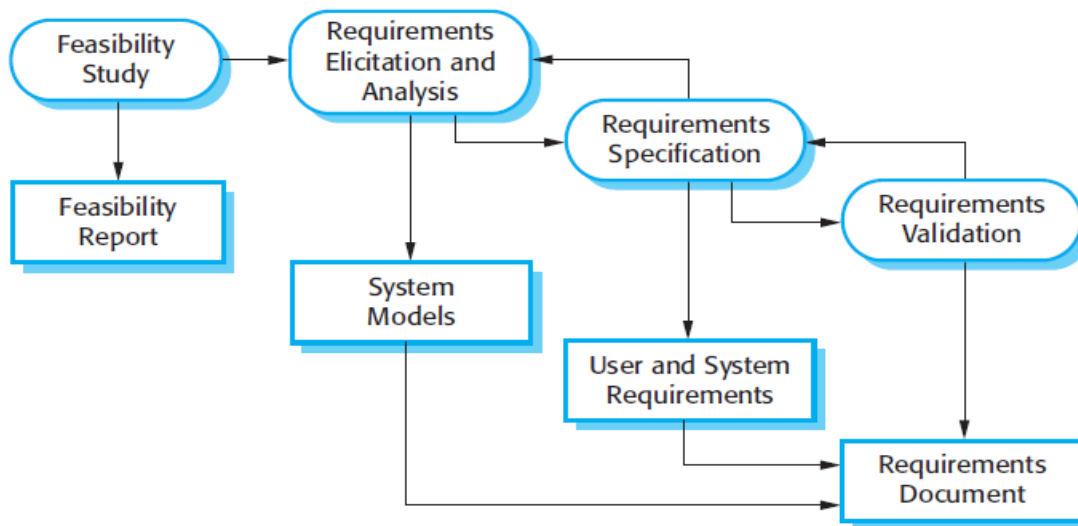 Feasibility
Study
Requirements
Elicitation and
Analysis
Requirements
Specification
Requirements
Validation
Feasibility
Report
System
Models
User and System
Requirements
Requirements
Document